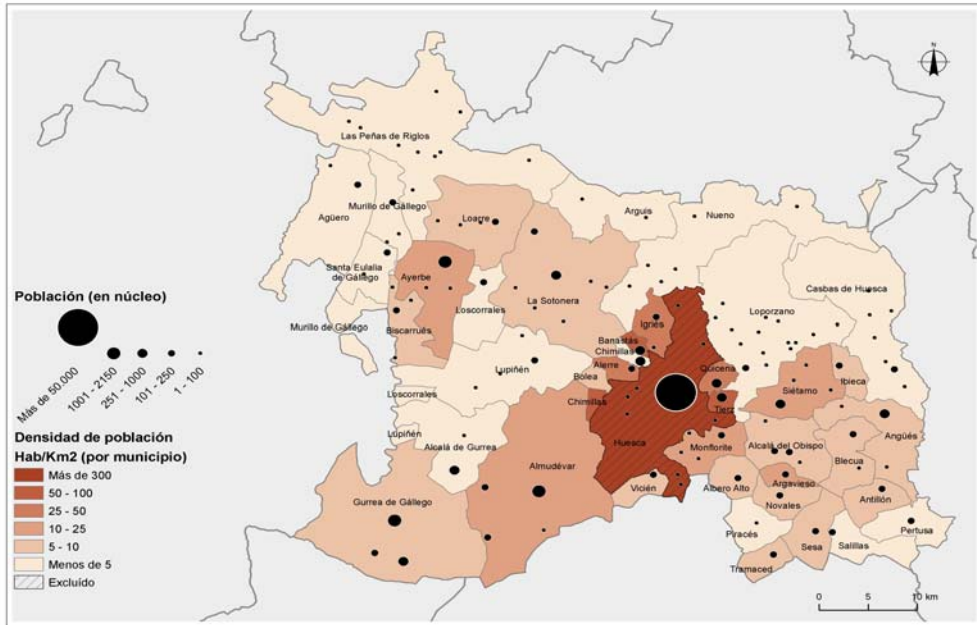 N
Las Peñas de Riglos
Murillo de Gállego
Agüero
Loarre
Arguis
Nueno
Santa Eulalia
de Gállego
Ayerbe
Casbas de Huesca
La Sotonera
Loscorrales
Loporzano
Murillo de Gállego
Biscarrués
Igriés
Banastás
Chimillas
Lupiñén
Alerre
Quicena
Ibieca
Bolea
Siétamo
Loscorrales
Chimillas
Tierz
Lupiñén
Huesca
Monflorite
Alcalá del Obispo
Angüés
Alcalá de Gurrea
Almudévar
Blecua
Vicién
Albero Alto
Argavieso
Antillón
Gurrea de Gállego
Novales
Piracés
Pertusa
Sesa
Salillas
Tramaced
Población (en núcleo)
Más de 50.000
1001 - 2150
251 - 1000
101 - 250
1 - 100
Densidad de población
Hab/Km2 (por municipio)
Más de 300
50 - 100
25 - 50
10 - 25
5 - 10
Menos de 5
Excluído
0 5 10 km